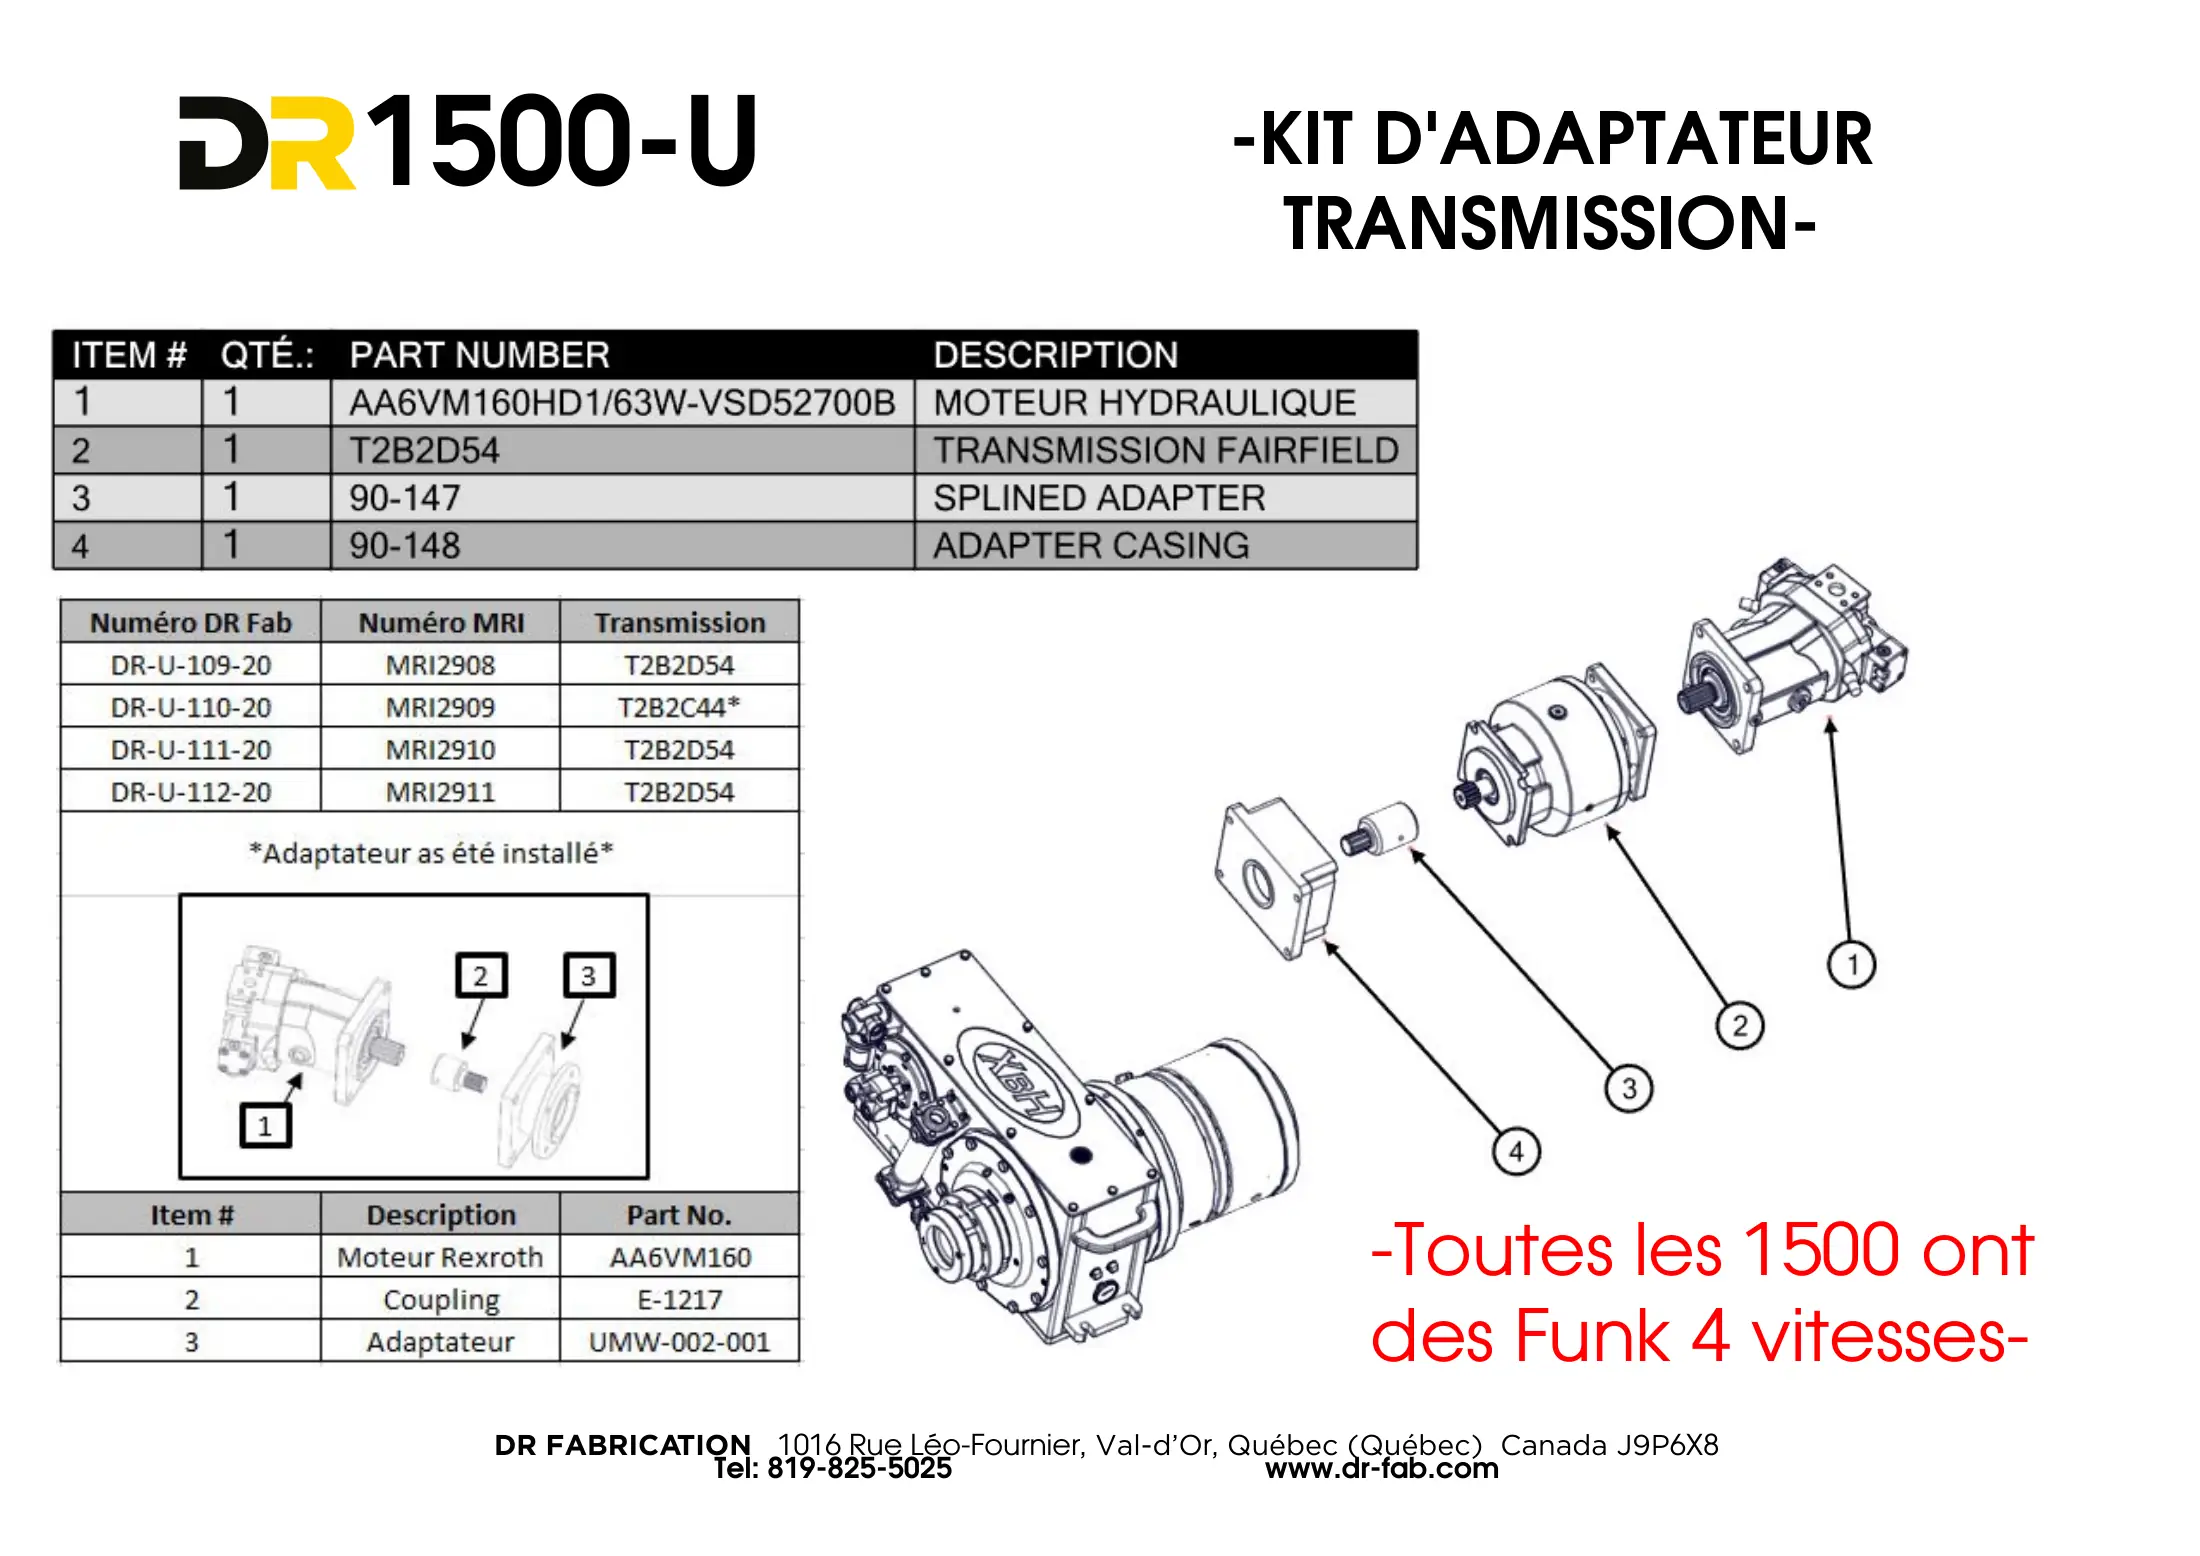 DR1500-U
-KIT D'ADAPTATEUR
TRANSMISSION-
ITEM # QTÉ.: PART NUMBER DESCRIPTION
1 1 AA6VM160HD1/63W-VSD52700B MOTEUR HYDRAULIQUE
2 1 T2B2D54 TRANSMISSION FAIRFIELD
3 1 90-147 SPLINED ADAPTER
4 1 90-148 ADAPTER CASING
Numéro DR Fab Numéro MRI Transmission
DR-U-109-20 MRI2908 T2B2D54
DR-U-110-20 MRI2909 T2B2C44*
DR-U-111-20 MRI2910 T2B2D54
DR-U-112-20 MRI2911 T2B2D54
*Adaptateur as été installé*
2 3
1
Item # Description Part No.
1 Moteur Rexroth AA6VM160
2 Coupling E-1217
3 Adaptateur UMW-002-001
1
2
3
4
XBH
-Toutes les 1500 ont
des Funk 4 vitesses-
DR FABRICATION 1016 Rue Léo-Fournier, Val-d’Or, Québec (Québec) Canada J9P6X8
Tel: 819-825-5025 www.dr-fab.com